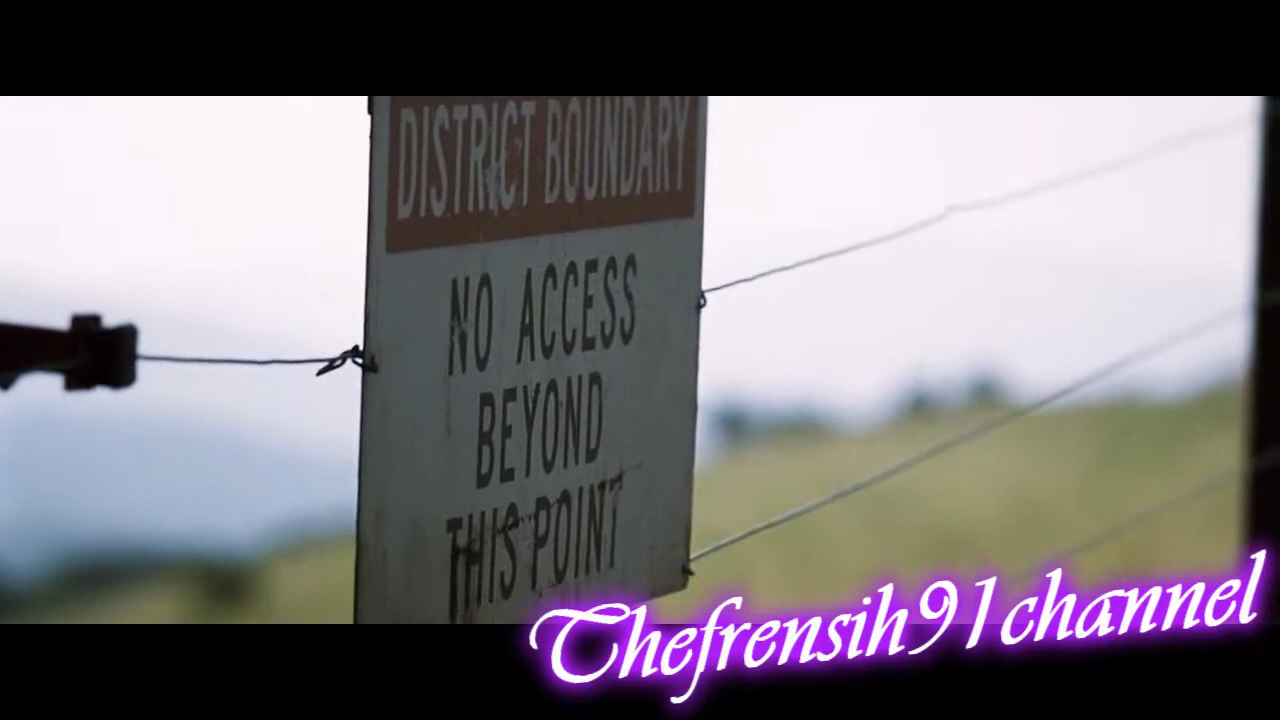 DISTRICT BOUNDARY
NO ACCESS
BEYOND
THIS POINT
Thefrensih91channel